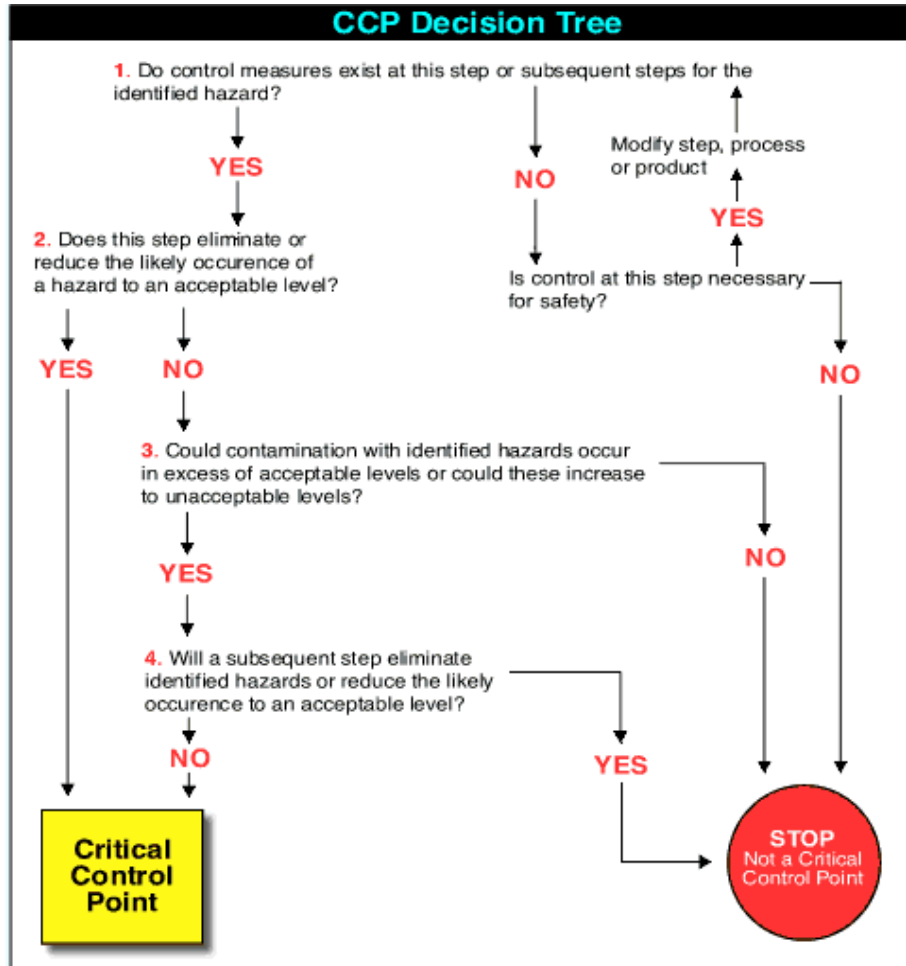 CCP Decision Tree
1. Do control measures exist at this step or subsequent steps for the
identified hazard?
YES
NO
Modify step, process
or product
YES
Is control at this step necessary
for safety?
NO
2. Does this step eliminate or
reduce the likely occurence of
a hazard to an acceptable level?
YES
NO
3. Could contamination with identified hazards occur
in excess of acceptable levels or could these increase
to unacceptable levels?
YES
NO
4. Will a subsequent step eliminate
identified hazards or reduce the likely
occurence to an acceptable level?
NO
YES
Critical
Control
Point
STOP
Not a Critical
Control Point